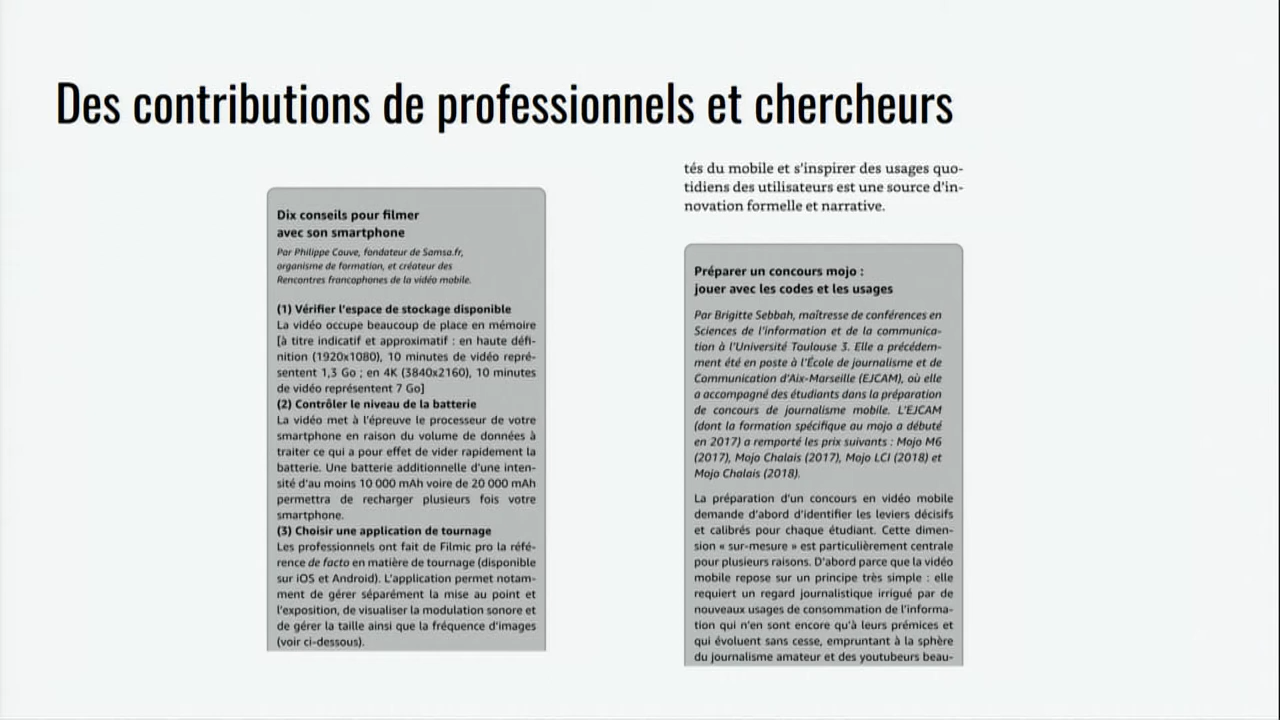 Des contributions de professionnels et chercheurs
Dix conseils pour filmer
avec son smartphone
Par Philippe Couve, fondateur de Samsa.fr,
organisme de formation, et créateur des
Rencontres francophones de la vidéo mobile.
(1) Vérifier l'espace de stockage disponible
La vidéo occupe beaucoup de place en mémoire
[à titre indicatif et approximatif : en haute défi-
nition (1920x1080), 10 minutes de vidéo repré-
sentent 1,3 Go ; en 4K (3840x2160), 10 minutes
de vidéo représentent 7 Go]
(2) Contrôler le niveau de la batterie
La vidéo met à l'épreuve le processeur de votre
smartphone en raison du volume de données à
traiter ce qui a pour effet de vider rapidement la
batterie. Une batterie additionnelle d'une inten-
sité d'au moins 10 000 mAh voire de 20 000 mAh
permettra de recharger plusieurs fois votre
smartphone.
(3) Choisir une application de tournage
Les professionnels ont fait de Filmic pro la réfé-
rence de facto en matière de tournage (disponible
sur iOS et Android). L'application permet notam-
ment de gérer séparément la mise au point et
l'exposition, de visualiser la modulation sonore et
de gérer la taille ainsi que la fréquence d'images
(voir ci-dessous).
tés du mobile et s'inspirer des usages quo-
tidiens des utilisateurs est une source d'in-
novation formelle et narrative.
Préparer un concours mojo :
jouer avec les codes et les usages
Par Brigitte Sebbah, maîtresse de conférences en
Sciences de l'information et de la communica-
tion à l'Université Toulouse 3. Elle a précédem-
ment été en poste à l'École de journalisme et de
Communication d'Aix-Marseille (EJCAM), où elle
a accompagné des étudiants dans la préparation
de concours de journalisme mobile. L'EJCAM
(dont la formation spécifique au mojo a débuté
en 2017) a remporté les prix suivants : Mojo M6
(2017), Mojo Chalais (2017), Mojo LCI (2018) et
Mojo Chalais (2018).
La préparation d'un concours en vidéo mobile
demande d'abord d'identifier les leviers décisifs
et calibrés pour chaque étudiant. Cette dimen-
sion « sur-mesure » est particulièrement centrale
pour plusieurs raisons. D'abord parce que la vidéo
mobile repose sur un principe très simple : elle
requiert un regard journalistique irrigué par de
nouveaux usages de consommation de l'informa-
tion qui n'en sont encore qu'à leurs prémices et
qui évoluent sans cesse, empruntant à la sphère
du journalisme amateur et des youtubeurs beau-